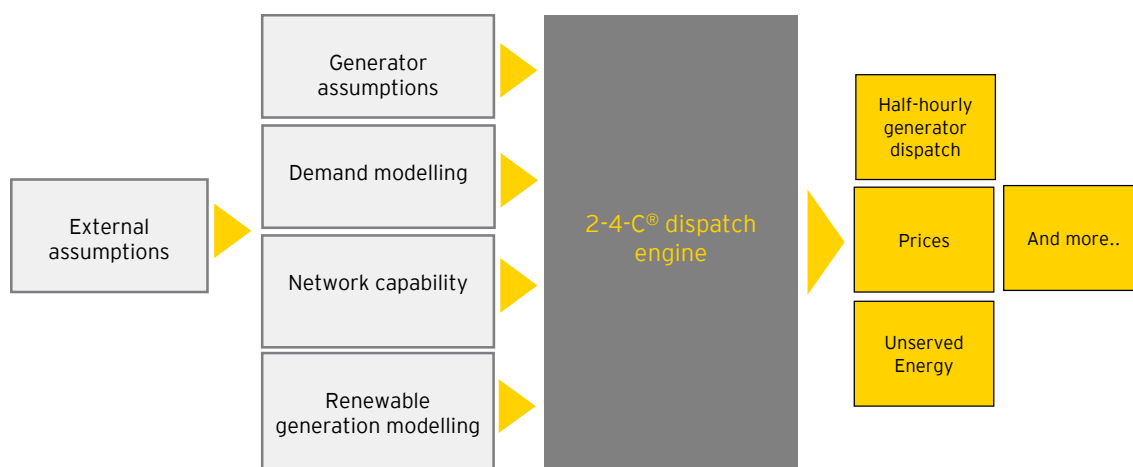 External
assumptions
Generator
assumptions
Demand modelling
Network capability
Renewable
generation modelling
2-4-C® dispatch
engine
Half-hourly
generator
dispatch
Prices
And more..
Unserved
Energy